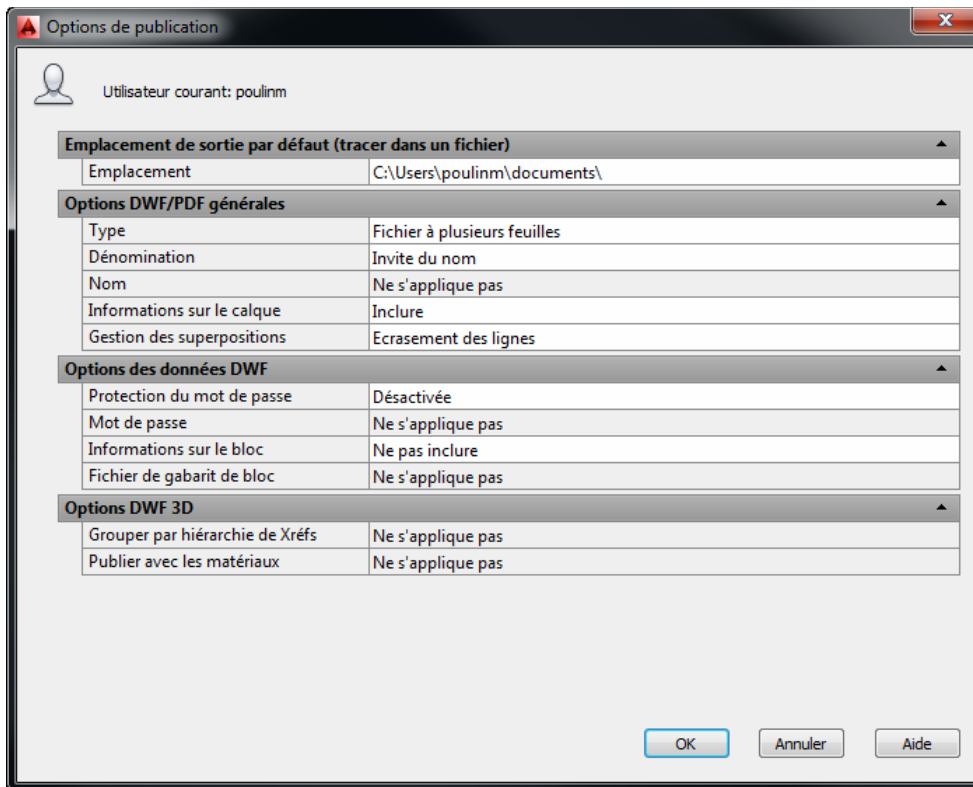 Options de publication
Utilisateur courant: poulinm
Emplacement de sortie par défaut (tracer dans un fichier)
Emplacement C:\Users\poulinm\documents\
Options DWF/PDF générales
Type Fichier à plusieurs feuilles
Dénomination Invite du nom
Nom Ne s'applique pas
Informations sur le calque Inclure
Gestion des superpositions Ecrasement des lignes
Options des données DWF
Protection du mot de passe Désactivée
Mot de passe Ne s'applique pas
Informations sur le bloc Ne pas inclure
Fichier de gabarit de bloc Ne s'applique pas
Options DWF 3D
Grouper par hiérarchie de Xréfs Ne s'applique pas
Publier avec les matériaux Ne s'applique pas
OK Annuler Aide